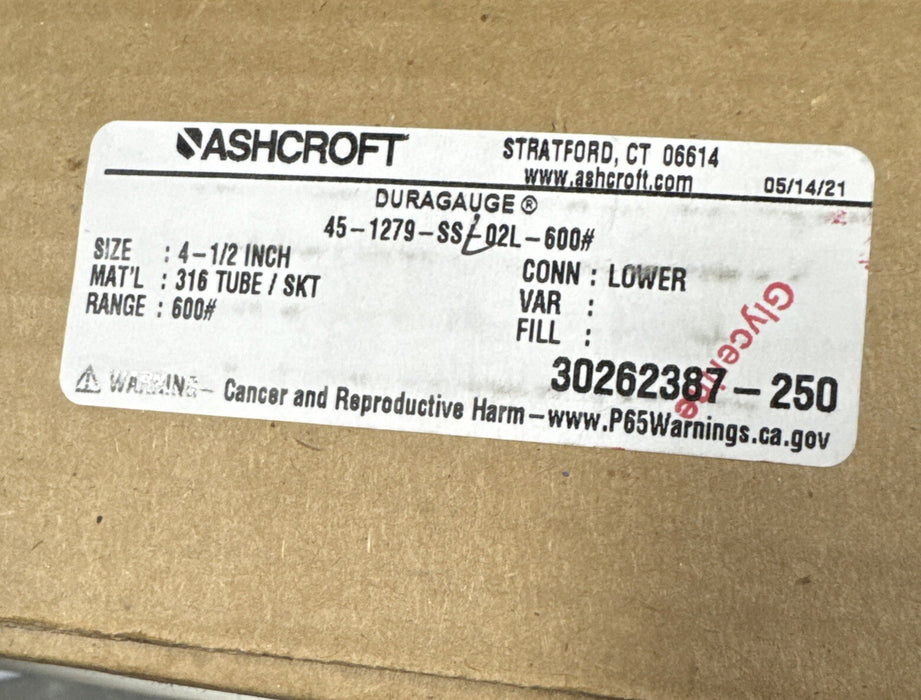 ASHCROFT
STRATFORD, CT 06614
www.ashcroft.com
05/14/21
DURAGAUGE®
45-1279-SSL02L-600#
SIZE : 4-1/2 INCH
MAT'L : 316 TUBE / SKT
RANGE : 600#
CONN : LOWER
VAR :
FILL :
Glycerine
30262387-250
⚠ WARNING- Cancer and Reproductive Harm-www.P65Warnings.ca.gov